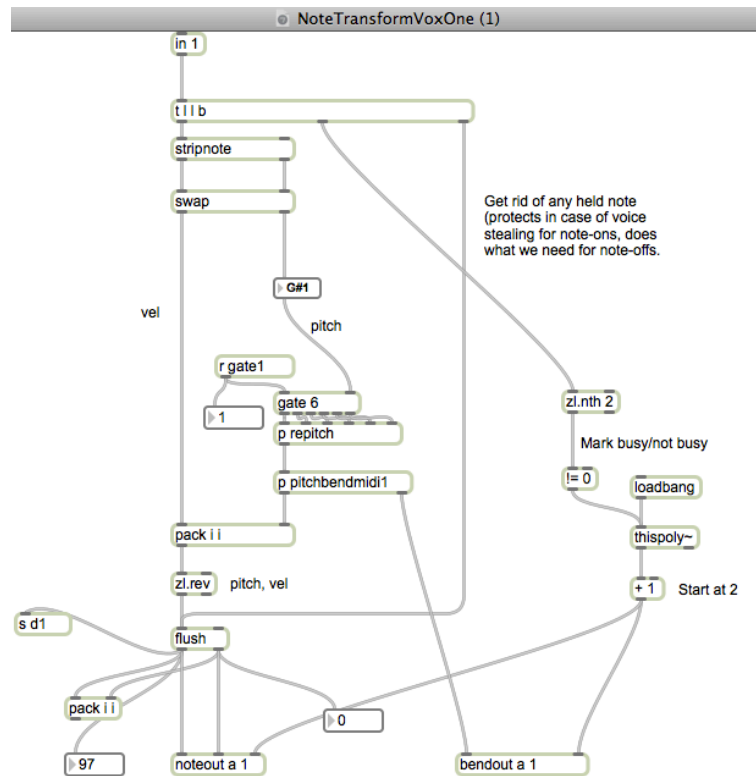 NoteTransformVoxOne (1)
in 1
t l l b
stripnote
swap
Get rid of any held note
(protects in case of voice
stealing for note-ons, does
what we need for note-offs.
G#1
vel
pitch
r gate1
1
gate 6
zl.nth 2
p repitch
Mark busy/not busy
p pitchbendmidi1
!= 0
loadbang
pack i i
thispoly~
zl.rev
pitch, vel
+ 1
Start at 2
s d1
flush
pack i i
0
97
noteout a 1
bendout a 1